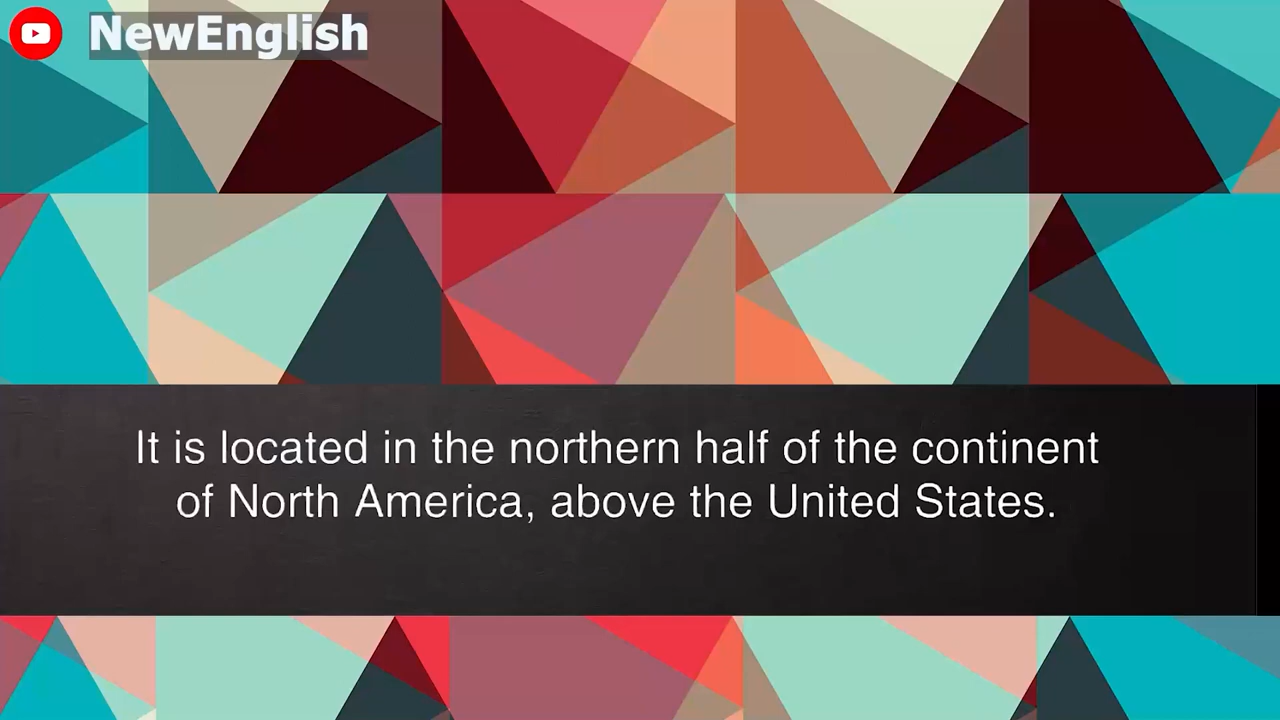 NewEnglish
It is located in the northern half of the continent
of North America, above the United States.